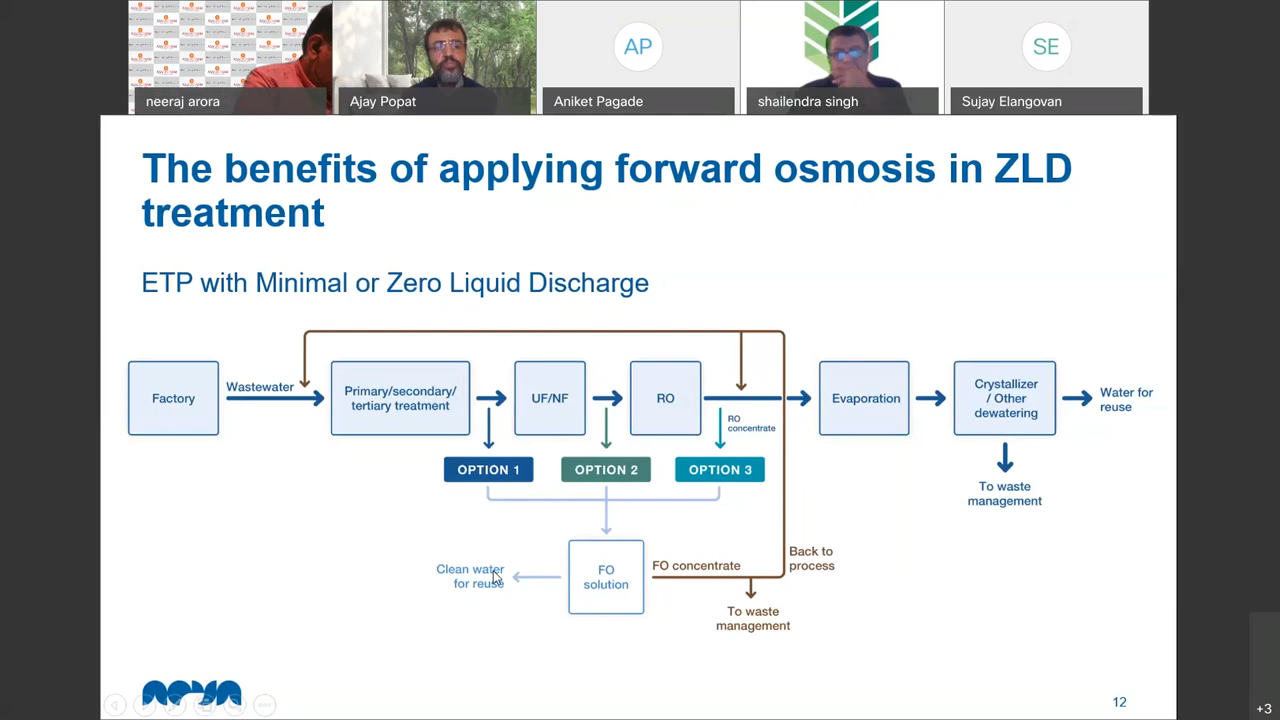 AP
SE
neeraj arora
Ajay Popat
Aniket Pagade
shailendra singh
Sujay Elangovan
The benefits of applying forward osmosis in ZLD
treatment
ETP with Minimal or Zero Liquid Discharge
Factory
Wastewater
Primary/secondary/
tertiary treatment
UF/NF
RO
RO
concentrate
Evaporation
Crystallizer
/ Other
dewatering
Water for
reuse
OPTION 1
OPTION 2
OPTION 3
To waste
management
Clean water
for reuse
FO
solution
FO concentrate
Back to
process
To waste
management
12
+3